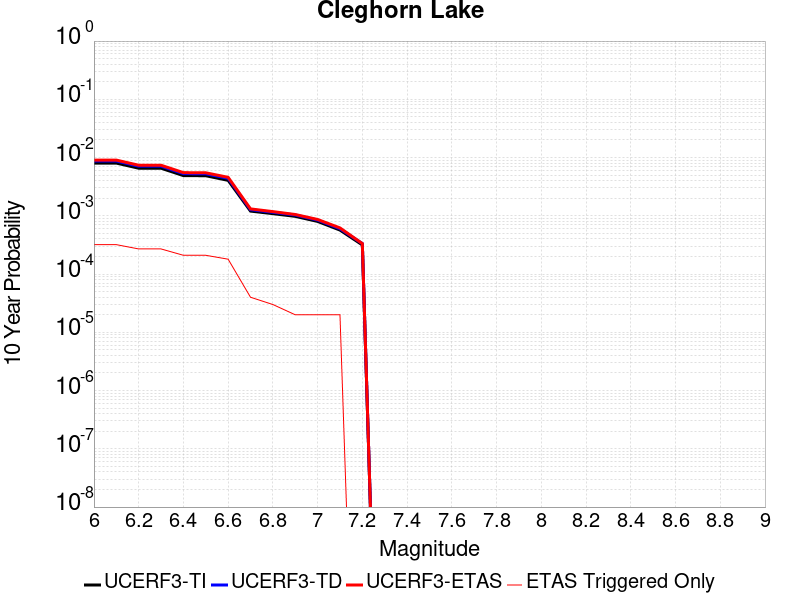 Cleghorn Lake
10 0
10 -1
10 -2
10 -3
10 -4
10 -5
10 -6
10 -7
10 -8
10 Year Probability
6 6.2 6.4 6.6 6.8 7 7.2 7.4 7.6 7.8 8 8.2 8.4 8.6 8.8 9
Magnitude
UCERF3-TI UCERF3-TD UCERF3-ETAS ETAS Triggered Only